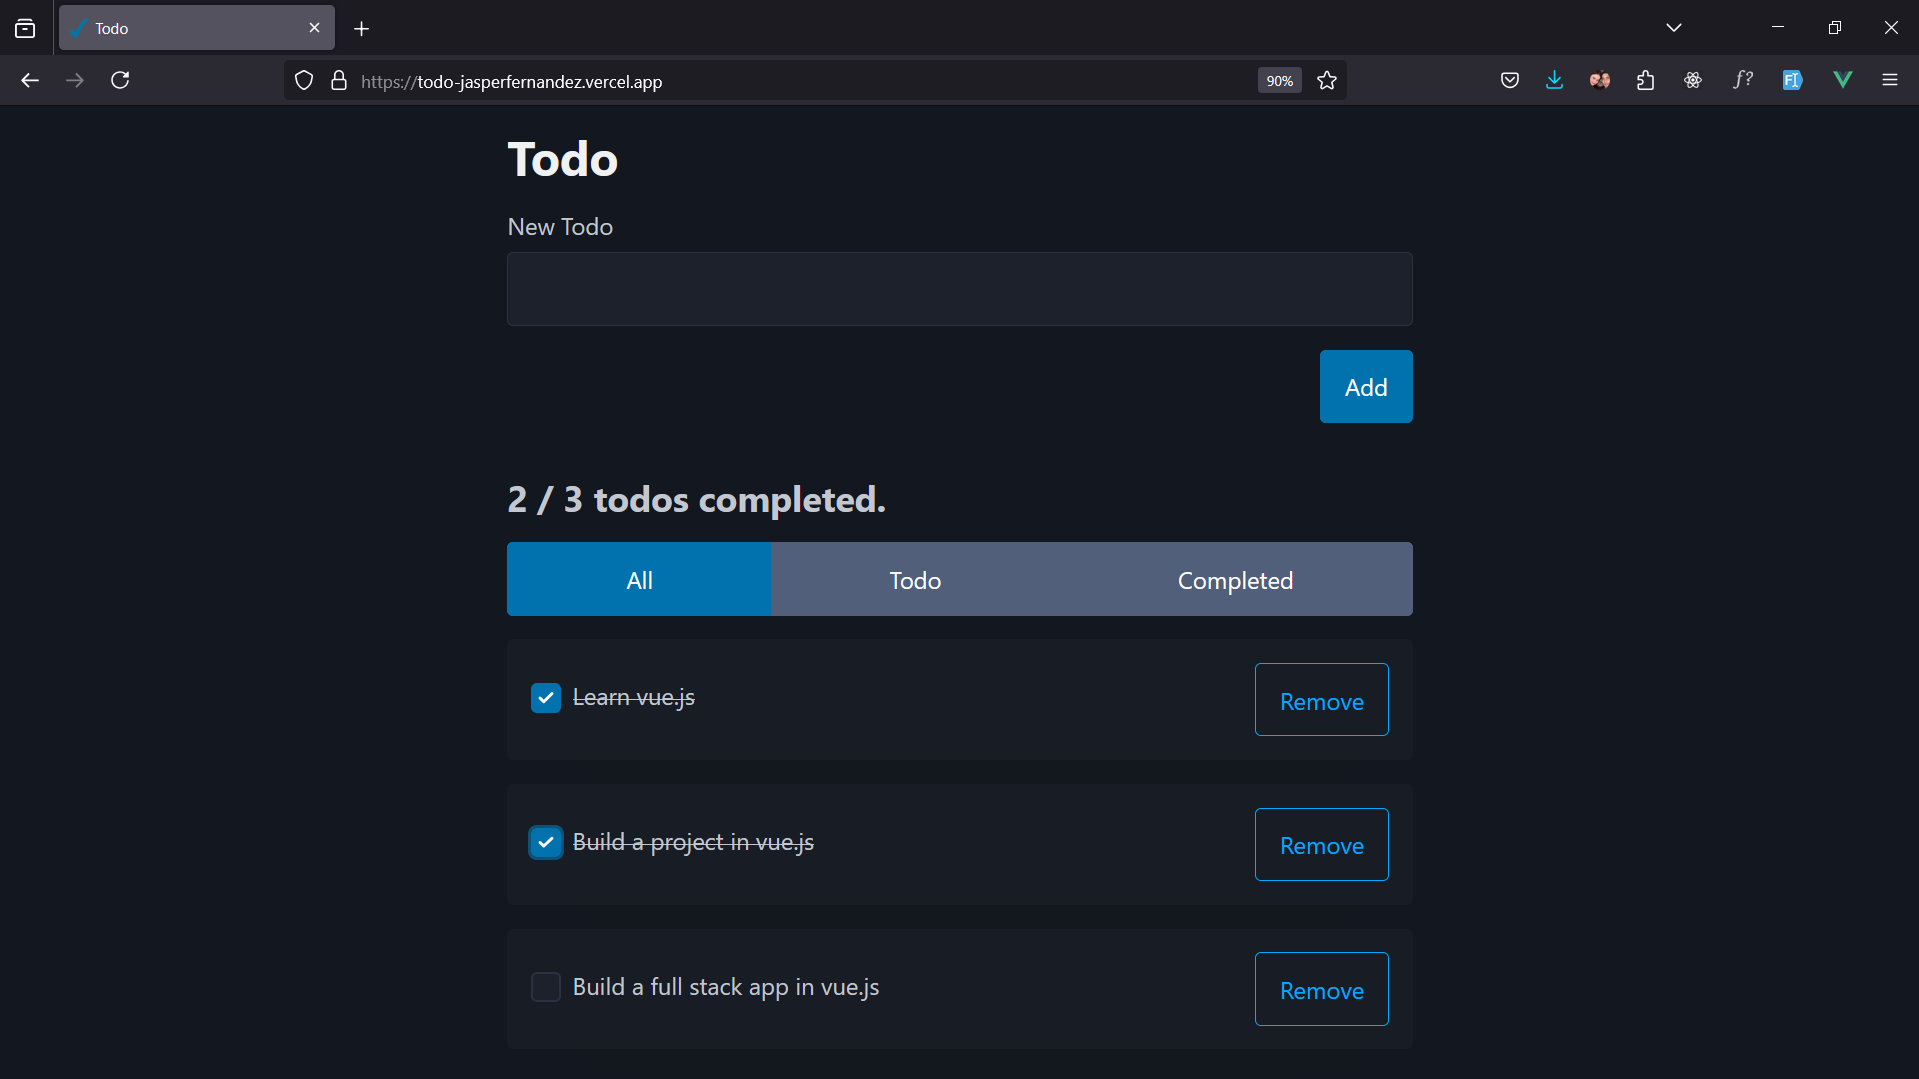 Todo
https://todo-jasperfernandez.vercel.app
90%
f?
FI
Todo
New Todo
Add
2 / 3 todos completed.
All Todo Completed
Learn vue.js Remove
Build a project in vue.js Remove
Build a full stack app in vue.js Remove